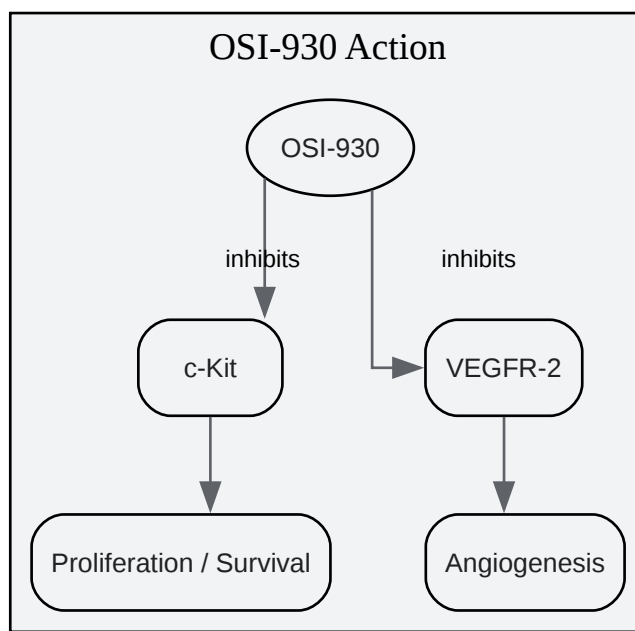 OSI-930 Action
OSI-930
inhibits
inhibits
c-Kit
VEGFR-2
Proliferation / Survival
Angiogenesis